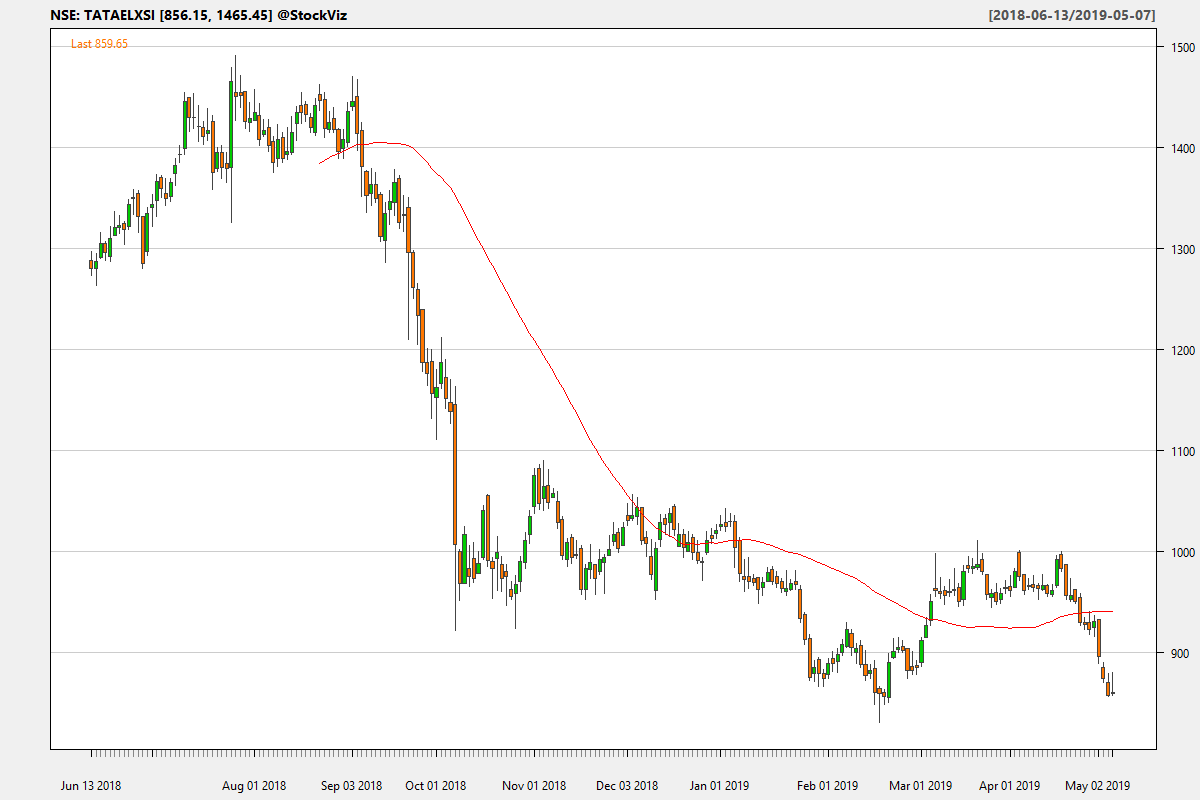 NSE: TATAELXSI [856.15, 1465.45] @StockViz
[2018-06-13/2019-05-07]
Last 859.65
1500
1400
1300
1200
1100
1000
900
Jun 13 2018
Aug 01 2018
Sep 03 2018
Oct 01 2018
Nov 01 2018
Dec 03 2018
Jan 01 2019
Feb 01 2019
Mar 01 2019
Apr 01 2019
May 02 2019